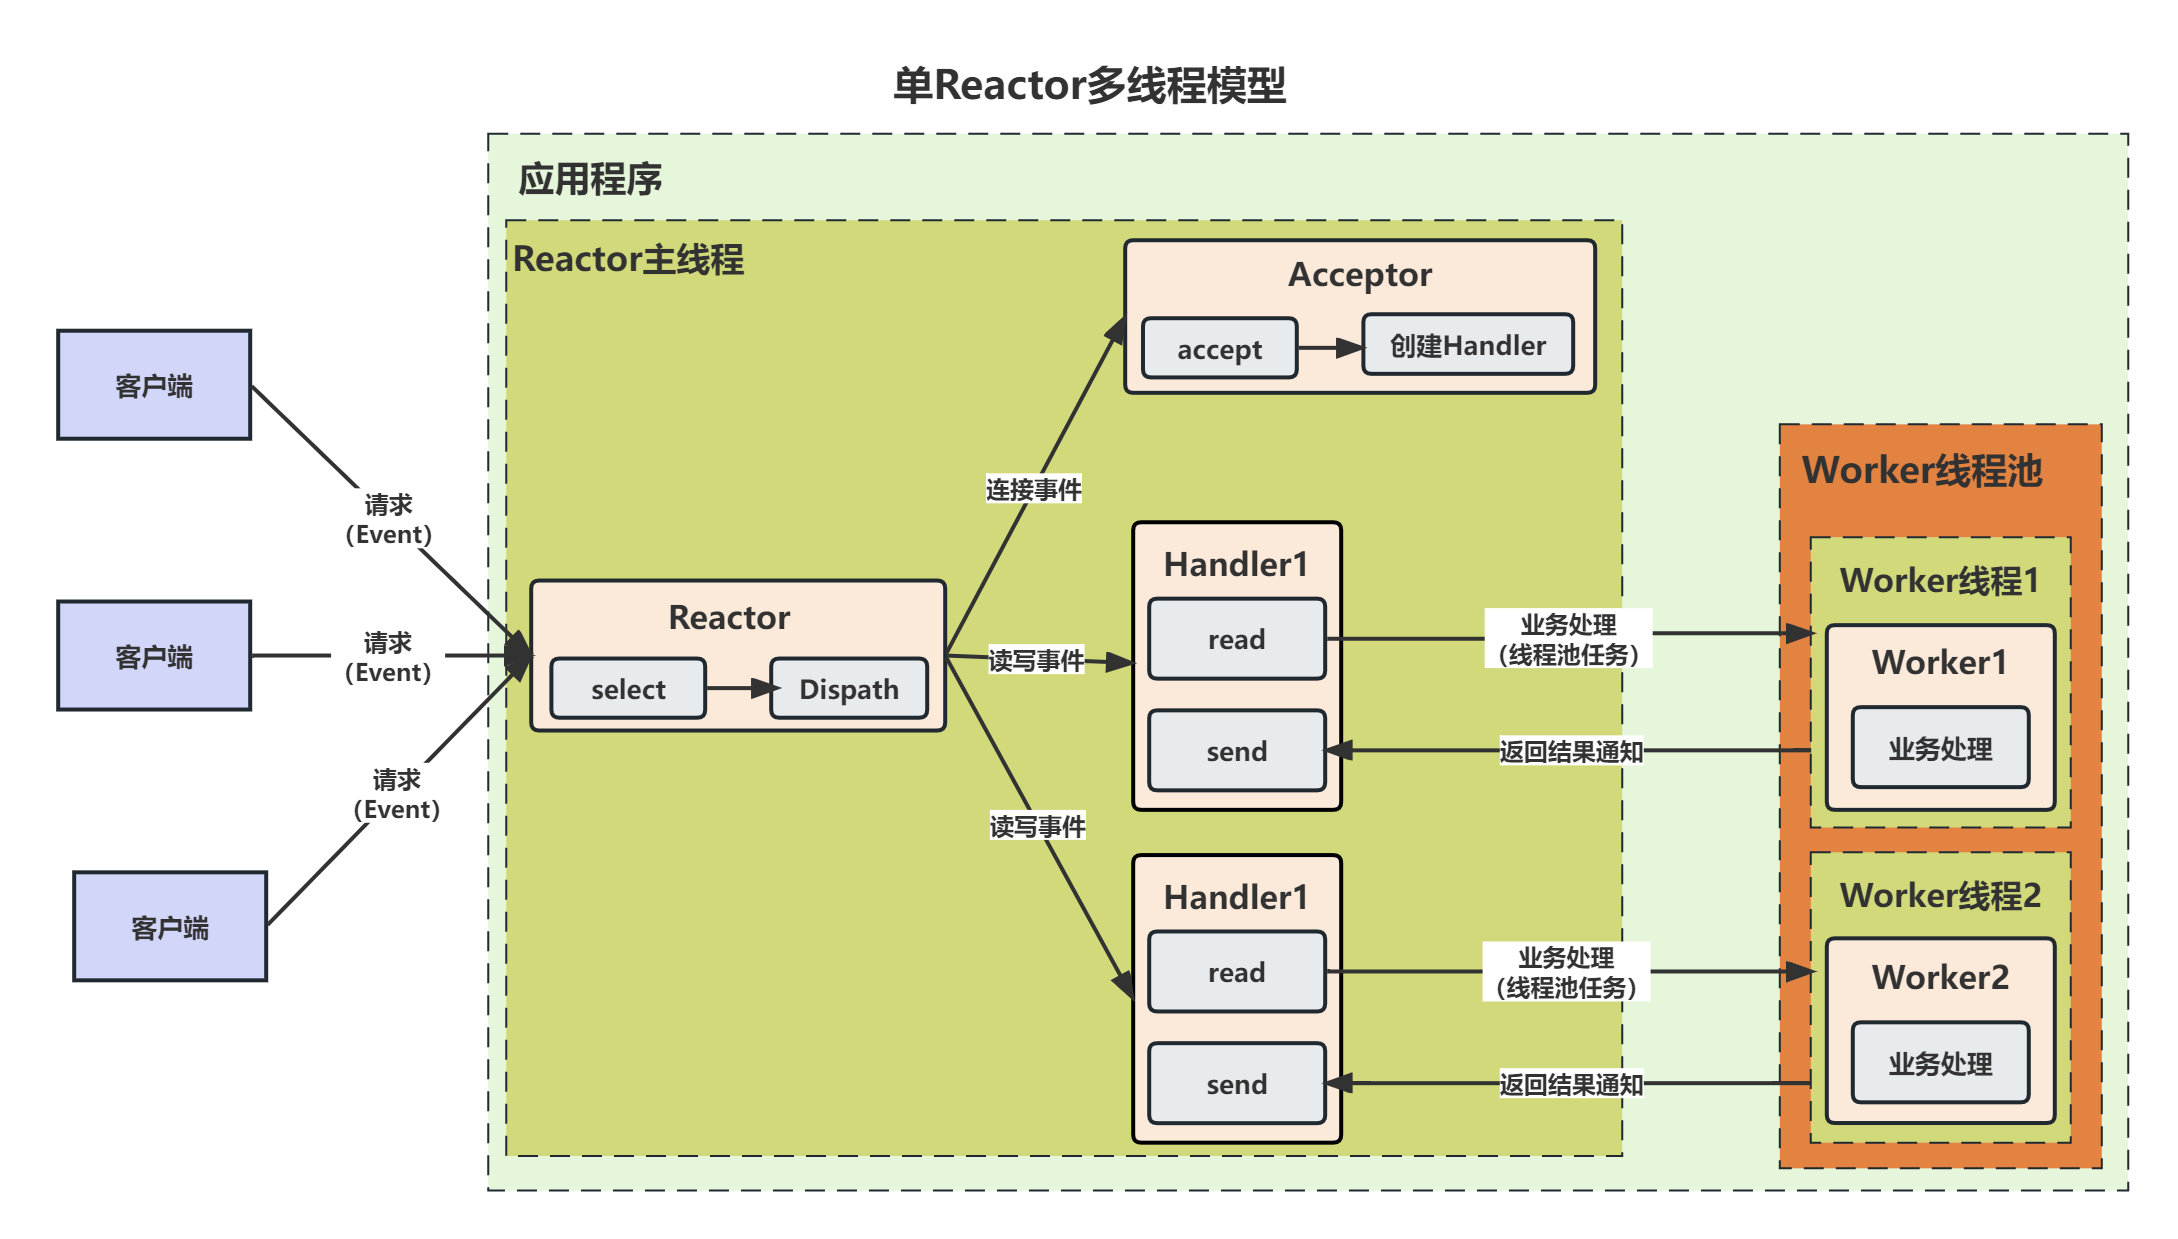 单Reactor多线程模型
应用程序
Reactor主线程
Acceptor
accept
创建Handler
客户端
请求
（Event）
连接事件
Worker线程池
Handler1
Worker线程1
Reactor
select
Dispath
客户端
请求
（Event）
读写事件
read
业务处理
（线程池任务）
Worker1
send
返回结果通知
业务处理
请求
（Event）
读写事件
客户端
Handler1
Worker线程2
read
业务处理
（线程池任务）
Worker2
send
返回结果通知
业务处理